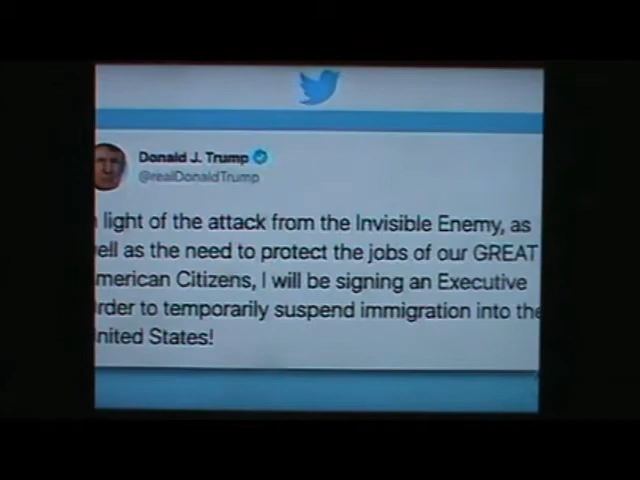 Donald J. Trump
@realDonaldTrump
light of the attack from the Invisible Enemy, as
ell as the need to protect the jobs of our GREAT
merican Citizens, I will be signing an Executive
rder to temporarily suspend immigration into the
nited States!